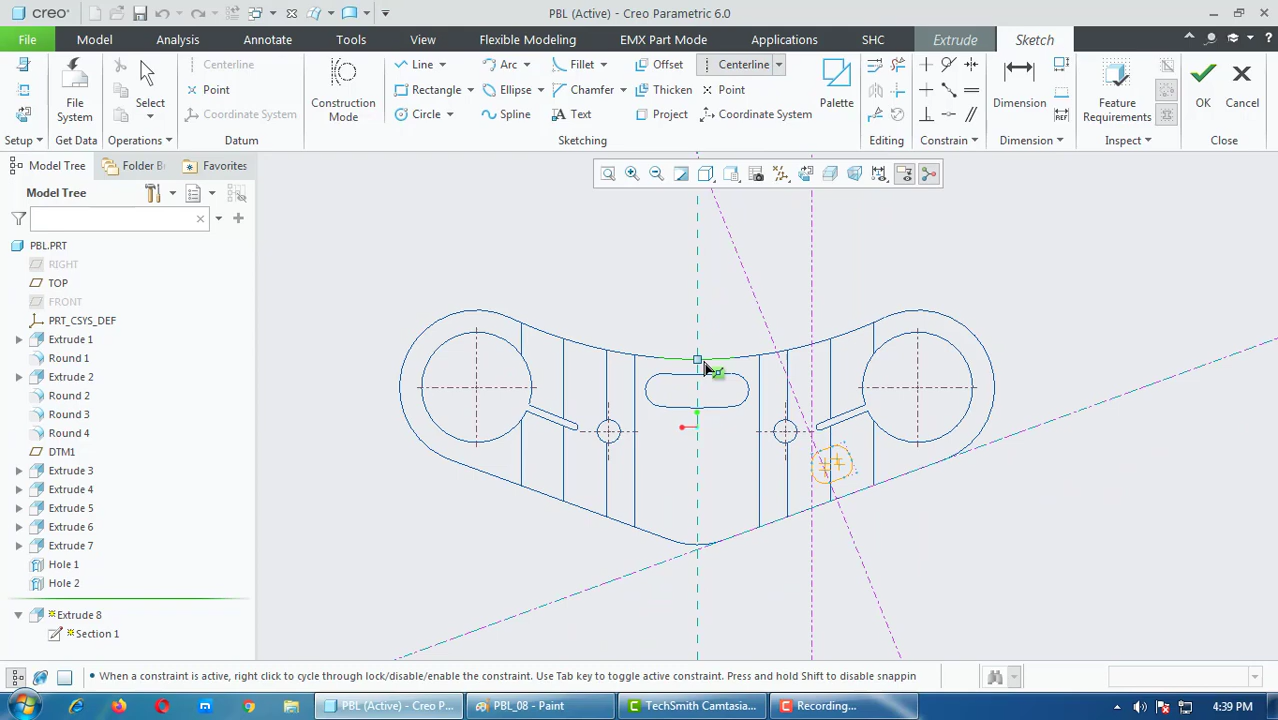 creo
PBL (Active) - Creo Parametric 6.0
File Model Analysis Annotate Tools View Flexible Modeling EMX Part Mode Applications SHC Extrude Sketch
File System
Select
Centerline
Point
Coordinate System
Construction Mode
Line Arc Fillet Offset Centerline
Rectangle Ellipse Chamfer Thicken Point
Circle Spline Text Project Coordinate System
Palette
Dimension
Feature Requirements
OK
Cancel
Setup Get Data Operations Datum Sketching Editing Constrain Dimension Inspect Close
Model Tree Folder B Favorites
Model Tree
PBL.PRT
RIGHT
TOP
FRONT
PRT_CSYS_DEF
Extrude 1
Round 1
Extrude 2
Round 2
Round 3
Round 4
DTM1
Extrude 3
Extrude 4
Extrude 5
Extrude 6
Extrude 7
Hole 1
Hole 2
Extrude 8
Section 1
• When a constraint is active, right click to cycle through lock/disable/enable the constraint. Use Tab key to toggle active constraint. Press and hold Shift to disable snappin
PBL (Active) - Creo P... PBL_08 - Paint TechSmith Camtasia... Recording... 4:39 PM